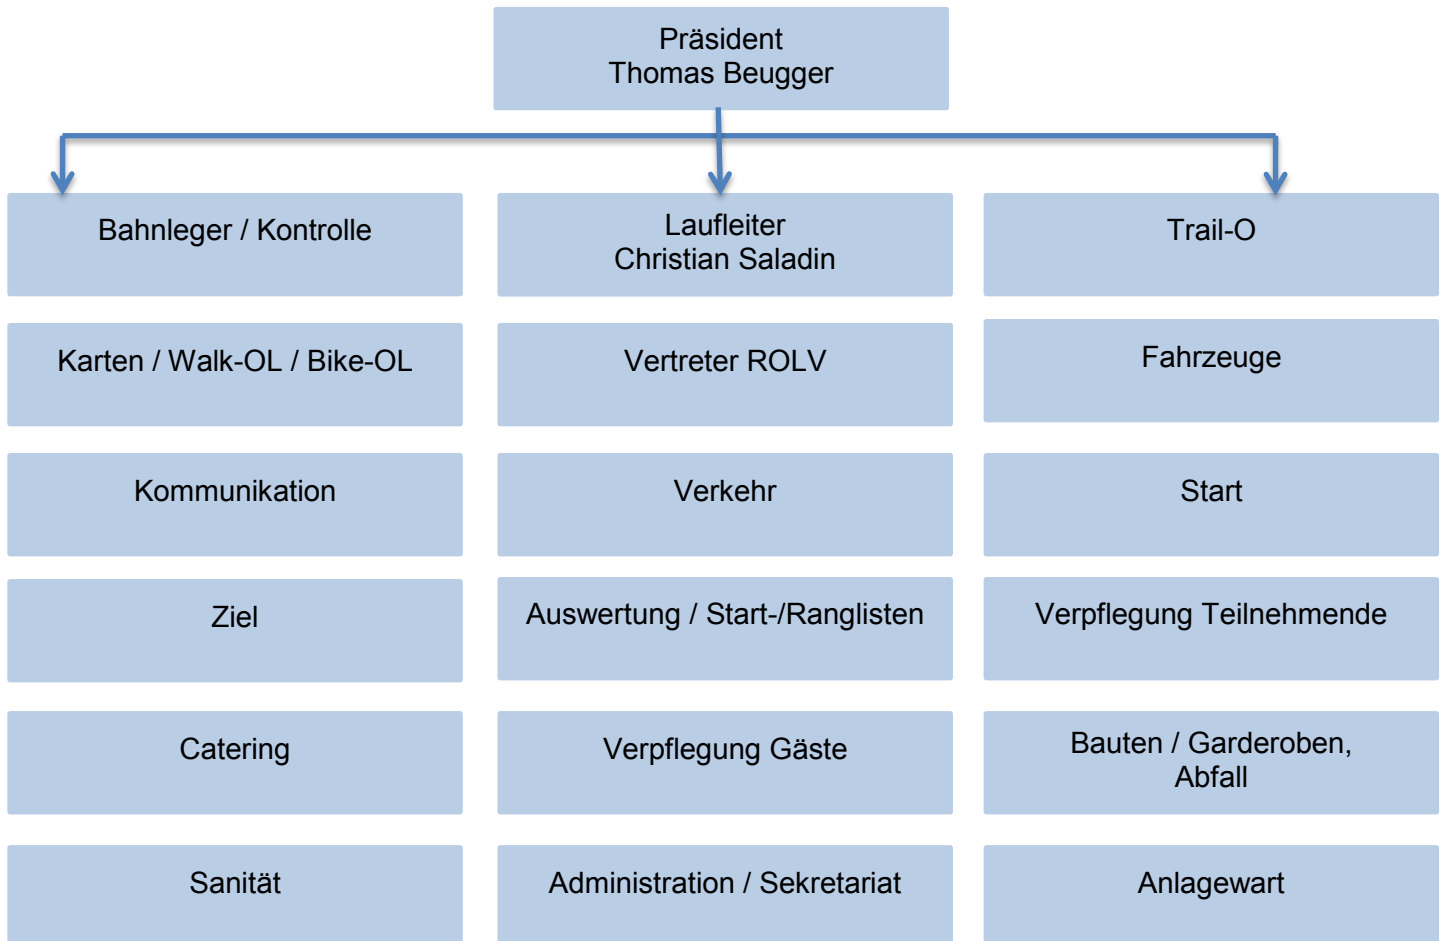 Präsident
Thomas Beugger
Bahnleger / Kontrolle
Laufleiter
Christian Saladin
Trail-O
Karten / Walk-OL / Bike-OL
Vertreter ROLV
Fahrzeuge
Kommunikation
Verkehr
Start
Ziel
Auswertung / Start-/Ranglisten
Verpflegung Teilnehmende
Catering
Verpflegung Gäste
Bauten / Garderoben,
Abfall
Sanität
Administration / Sekretariat
Anlagewart